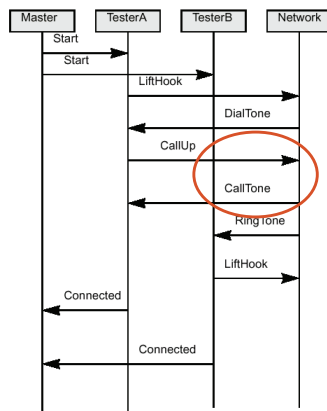 Master TesterA TesterB Network
Start
Start
LiftHook
DialTone
CallUp
CallTone
RingTone
LiftHook
Connected
Connected